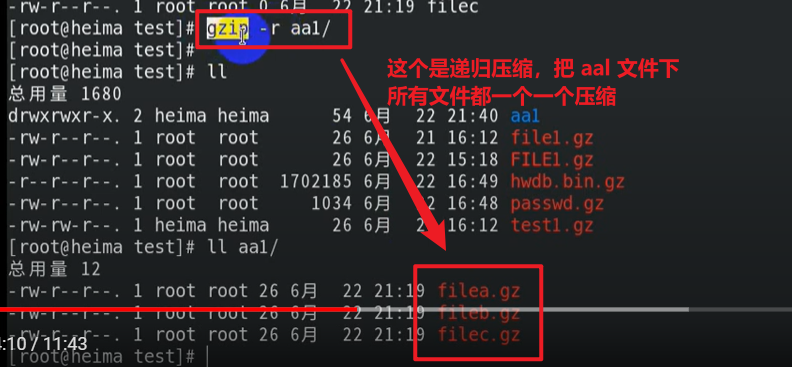 -rw-r--r--. 1 root root 0 6月 22 21:19 filec
[root@heima test]# gzip -r aa1/
[root@heima test]#
[root@heima test]# ll
这个是递归压缩，把 aal 文件下
所有文件都一个一个压缩
总用量 1680
drwxrwxr-x. 2 heima heima 54 6月 22 21:40 aa1
-rw-r--r--. 1 root root 26 6月 21 16:12 file1.gz
-rw-r--r--. 1 root root 26 6月 22 15:18 FILE1.gz
-r--r--r--. 1 root root 1702185 6月 22 16:49 hwdb.bin.gz
-rw-r--r--. 1 root root 1034 6月 2 16:48 passwd.gz
-rw-rw-r--. 1 heima heima 26 6月 2 16:12 test1.gz
[root@heima test]# ll aa1/
总用量 12
-rw-r--r--. 1 root root 26 6月 22 21:19 filea.gz
-rw-r--r--. 1 root root 26 6月 22 21:19 fileb.gz
-rw-r--r--. 1 root root 26 6月 22 21:19 filec.gz
:10 / 11:43
[root@heima test]#